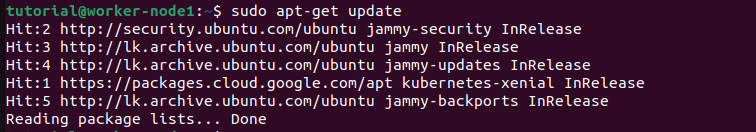 tutorial@worker-node1:~$ sudo apt-get update
Hit:2 http://security.ubuntu.com/ubuntu jammy-security InRelease
Hit:3 http://lk.archive.ubuntu.com/ubuntu jammy InRelease
Hit:4 http://lk.archive.ubuntu.com/ubuntu jammy-updates InRelease
Hit:1 https://packages.cloud.google.com/apt kubernetes-xenial InRelease
Hit:5 http://lk.archive.ubuntu.com/ubuntu jammy-backports InRelease
Reading package lists... Done